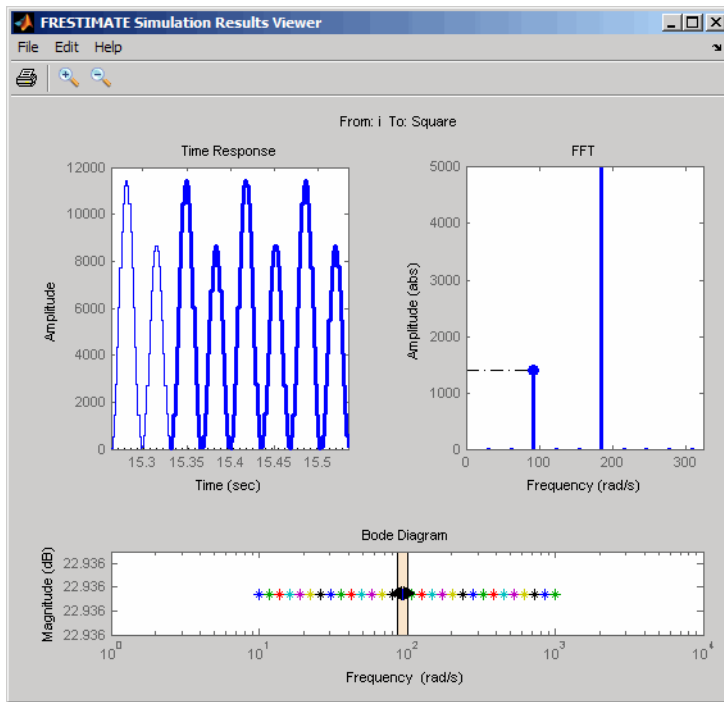 FRESTIMATE Simulation Results Viewer
File Edit Help
From: i To: Square
Time Response
12000
10000
8000
6000
4000
2000
0
Amplitude
15.3 15.35 15.4 15.45 15.5
Time (sec)
FFT
5000
4000
3000
2000
1000
0
Amplitude (abs)
0 100 200 300
Frequency (rad/s)
Bode Diagram
22.936
22.936
22.936
22.936
Magnitude (dB)
10^0 10^1 10^2 10^3 10^4
Frequency (rad/s)